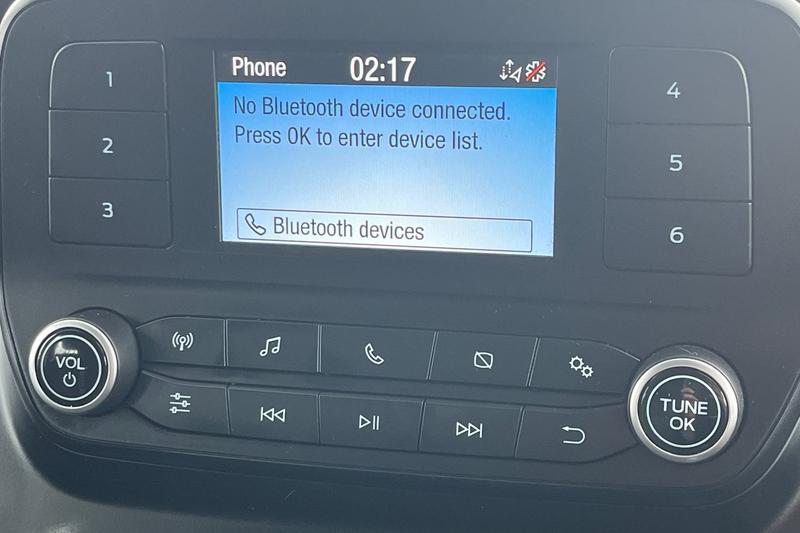 Phone 02:17
No Bluetooth device connected.
Press OK to enter device list.
Bluetooth devices
1
2
3
4
5
6
VOL
TUNE
OK